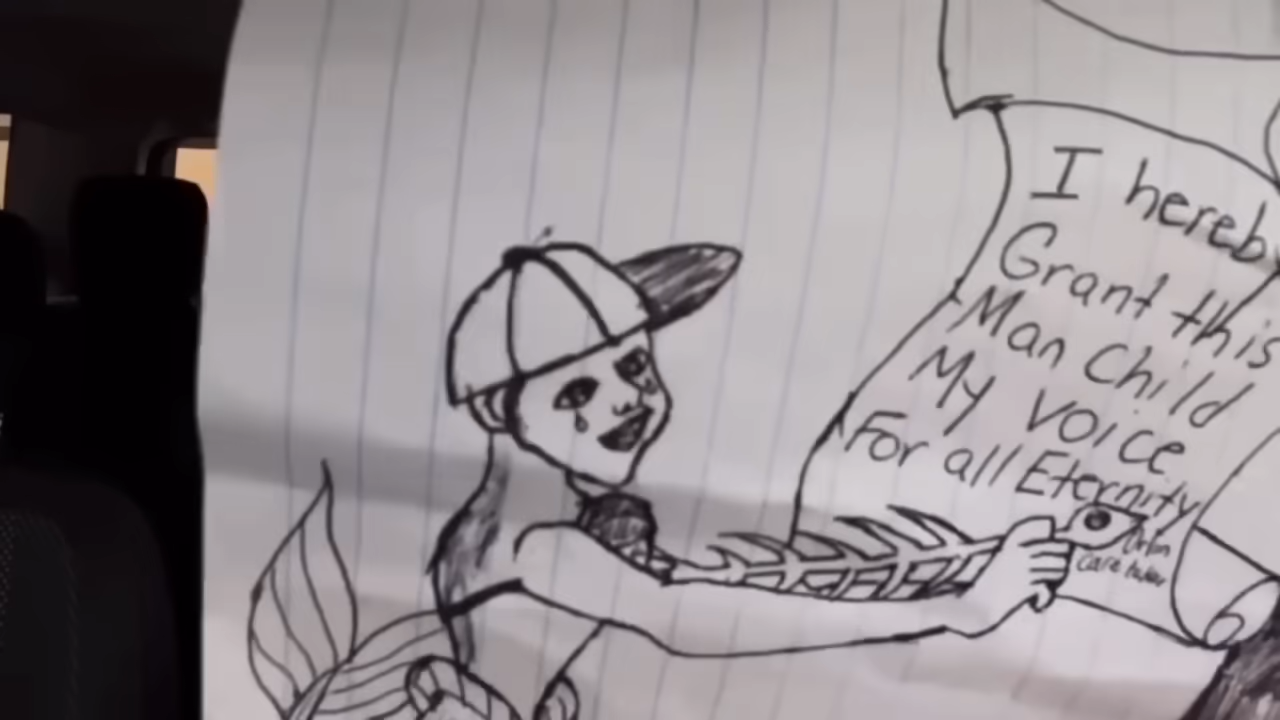 I hereb
Grant this
Man Child
My voice
For all Eternity